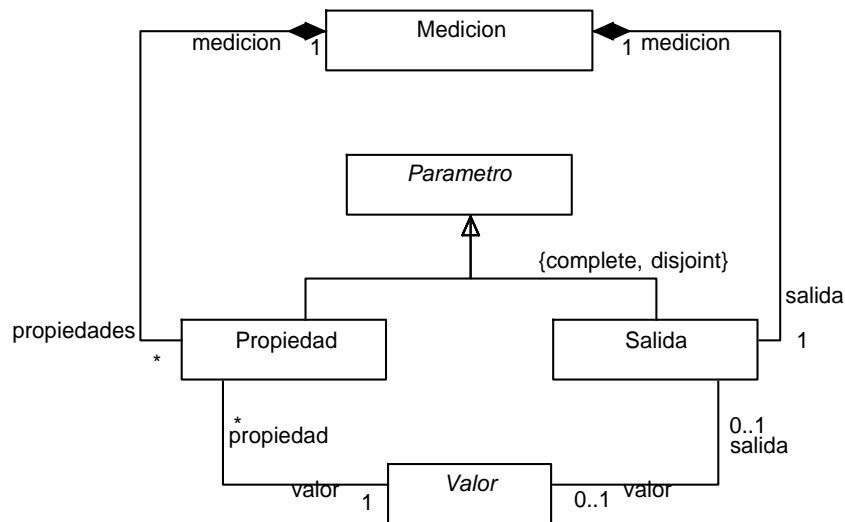 Medicion
medicion
1
1
medicion
Parametro
{complete, disjoint}
propiedades
*
Propiedad
Salida
salida
1
*
propiedad
0..1
salida
valor
1
Valor
0..1
valor